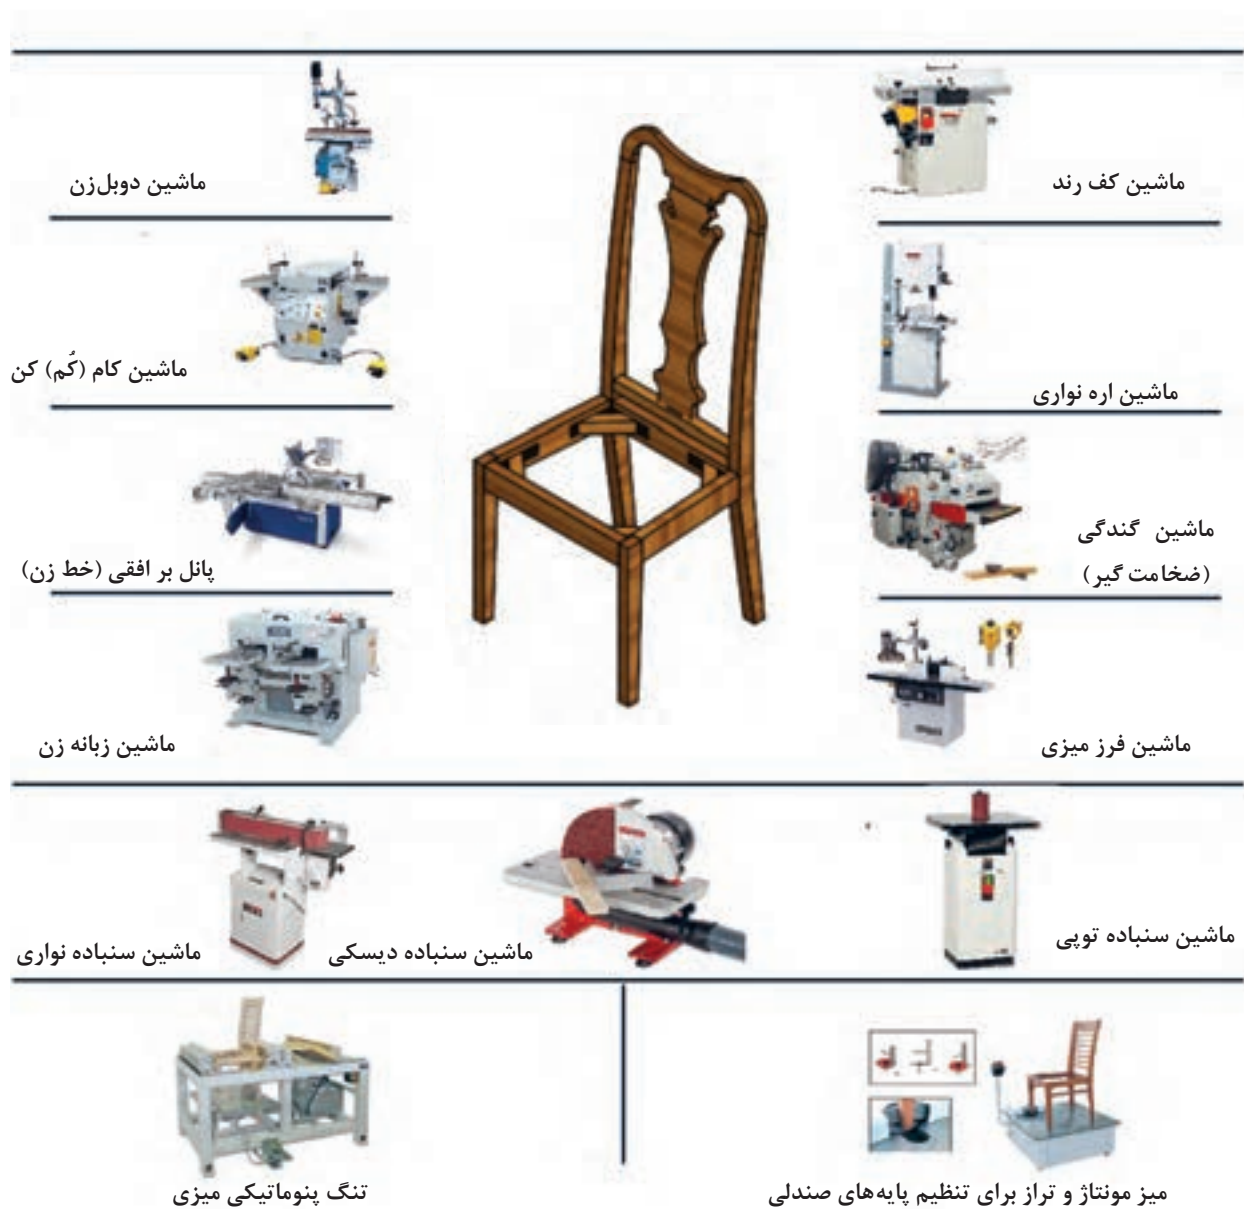 ماشین کف رند
ماشین دوبل‌زن
ماشین اره نواری
ماشین کام (کُم) کن
ماشین گندگی
(ضخامت گیر)
پانل بر افقی (خط زن)
ماشین فرز میزی
ماشین زبانه زن
ماشین سنباده توپی
ماشین سنباده دیسکی
ماشین سنباده نواری
میز مونتاژ و تراز برای تنظیم پایه‌های صندلی
تنگ پنوماتیکی میزی